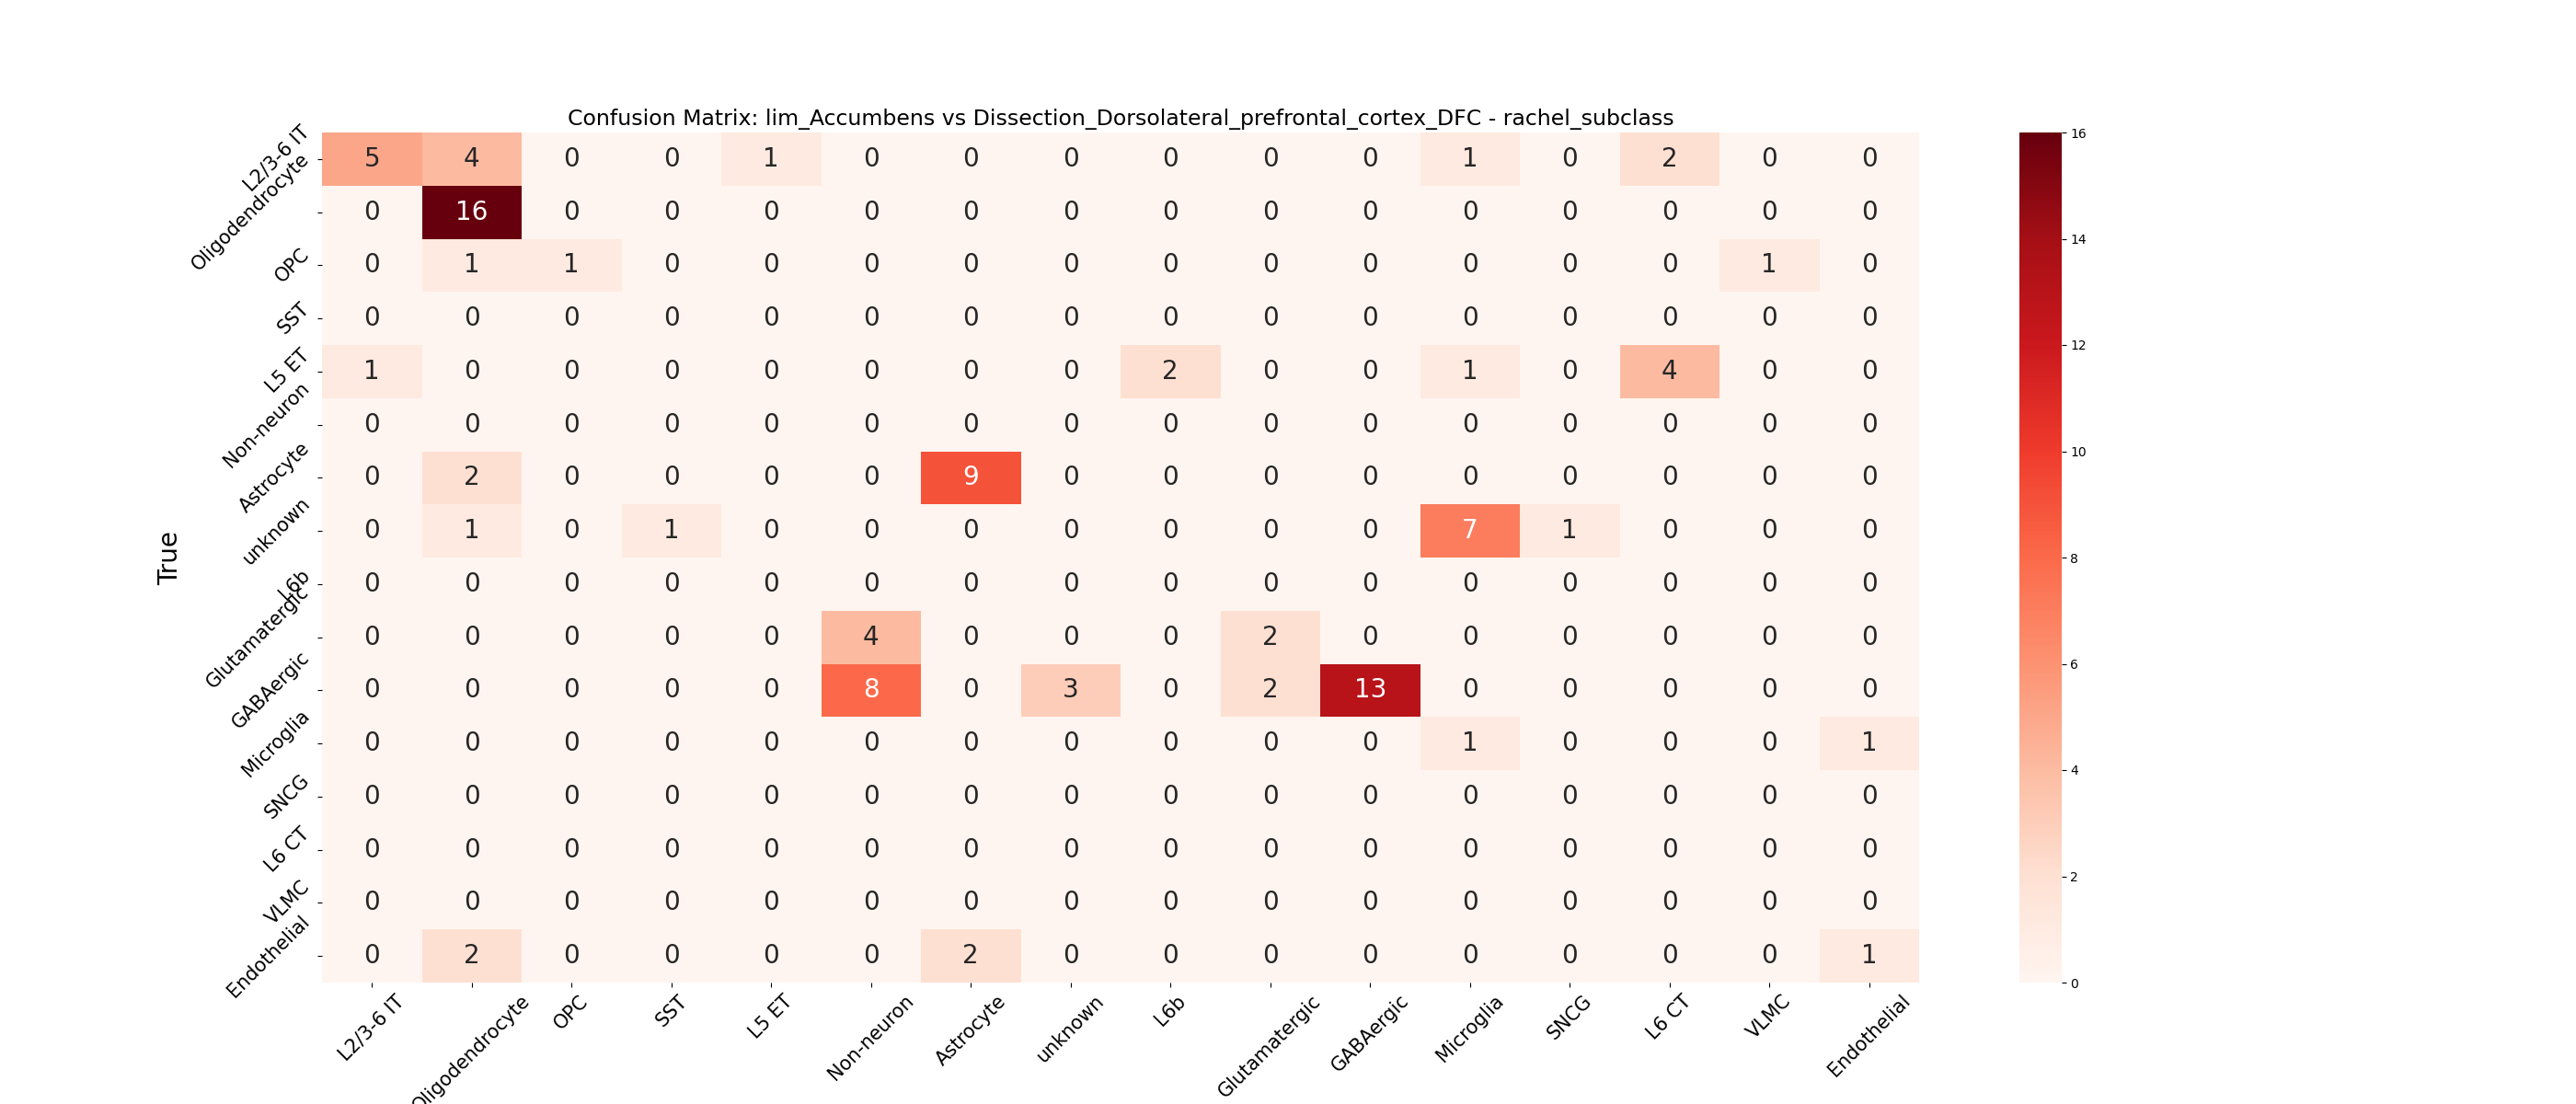 Confusion Matrix: lim_Accumbens vs Dissection_Dorsolateral_prefrontal_cortex_DFC - rachel_subclass
True
L2/3-6 IT 5 4 0 0 1 0 0 0 0 0 0 1 0 2 0 0
Oligodendrocyte 0 16 0 0 0 0 0 0 0 0 0 0 0 0 0 0
OPC 0 1 1 0 0 0 0 0 0 0 0 0 0 0 1 0
SST 0 0 0 0 0 0 0 0 0 0 0 0 0 0 0 0
L5 ET 1 0 0 0 0 0 0 0 2 0 0 1 0 4 0 0
Non-neuron 0 0 0 0 0 0 0 0 0 0 0 0 0 0 0 0
Astrocyte 0 2 0 0 0 0 9 0 0 0 0 0 0 0 0 0
unknown 0 1 0 1 0 0 0 0 0 0 0 7 1 0 0 0
L6b 0 0 0 0 0 0 0 0 0 0 0 0 0 0 0 0
Glutamatergic 0 0 0 0 0 4 0 0 0 2 0 0 0 0 0 0
GABAergic 0 0 0 0 0 8 0 3 0 2 13 0 0 0 0 0
Microglia 0 0 0 0 0 0 0 0 0 0 0 1 0 0 0 1
SNCG 0 0 0 0 0 0 0 0 0 0 0 0 0 0 0 0
L6 CT 0 0 0 0 0 0 0 0 0 0 0 0 0 0 0 0
VLMC 0 0 0 0 0 0 0 0 0 0 0 0 0 0 0 0
Endothelial 0 2 0 0 0 0 2 0 0 0 0 0 0 0 0 1
L2/3-6 IT Oligodendrocyte OPC SST L5 ET Non-neuron Astrocyte unknown L6b Glutamatergic GABAergic Microglia SNCG L6 CT VLMC Endothelial
16
14
12
10
8
6
4
2
0